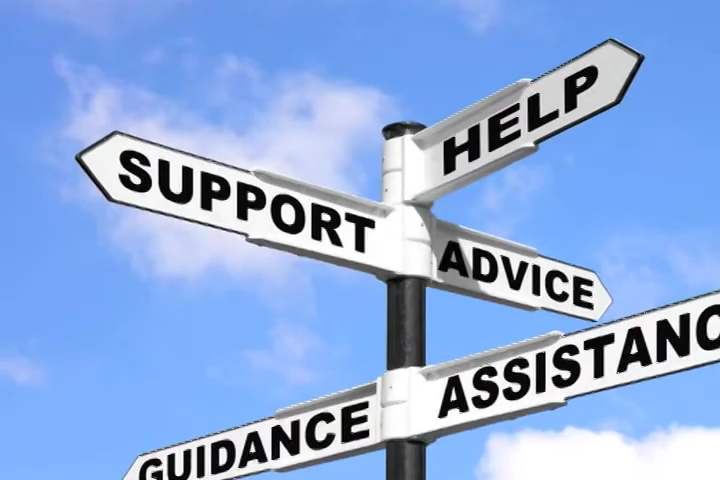 HELP
SUPPORT
ADVICE
ASSISTANC
GUIDANCE